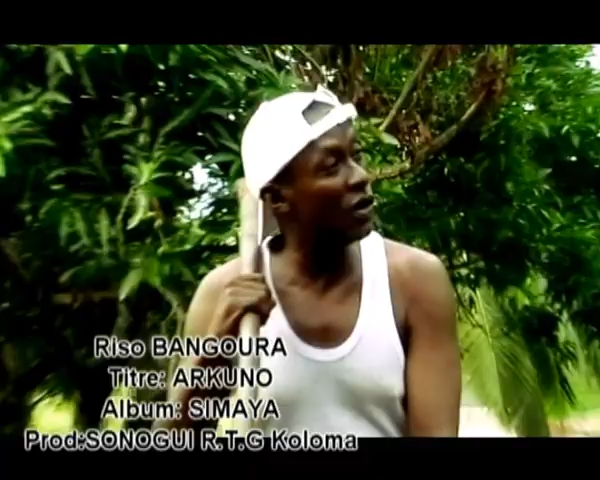 Riso BANGOURA
Titre: ARKUNO
Album: SIMAYA
Prod:SONOGUI R.T.G Koloma